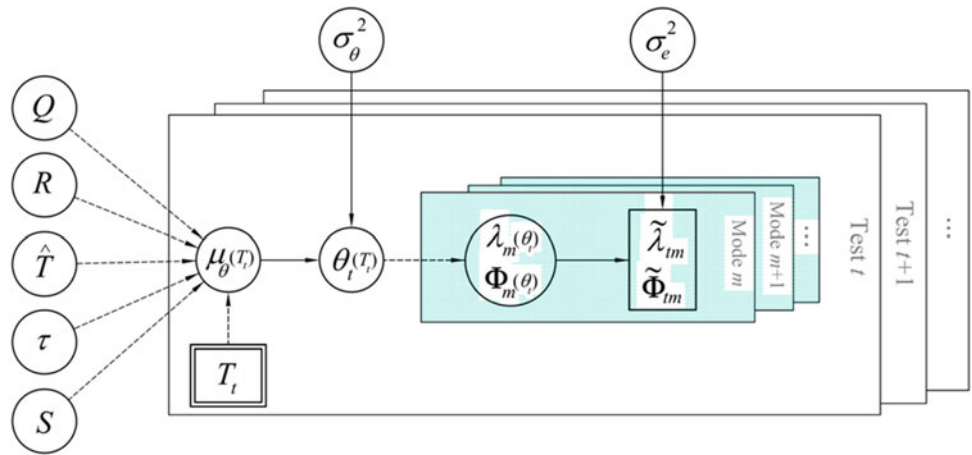 σ_θ^2
σ_e^2
Q
R
T̂
τ
S
μ_θ(T_t)
θ_t(T_t)
λ_m(θ_t)
Φ_m(θ_t)
λ̃_tm
Φ̃_tm
T_t
Mode m
Mode m+1
...
Test t
Test t+1
...